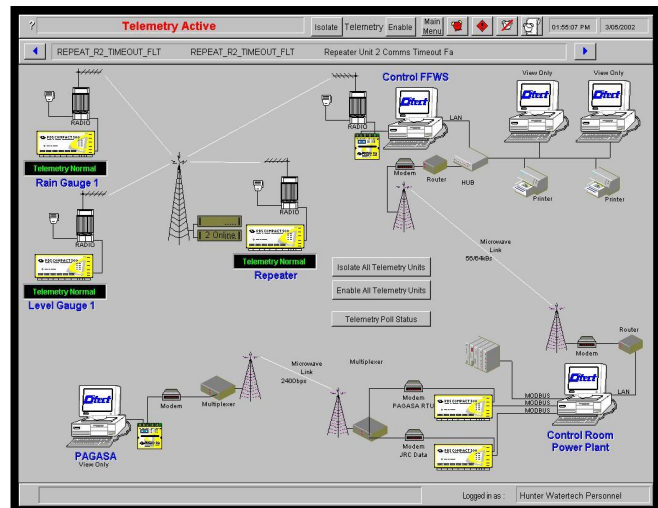 ?
Telemetry Active
Isolate Telemetry Enable
Main Menu
01:55:07 PM
3/05/2002
REPEAT_R2_TIMEOUT_FLT
REPEAT_R2_TIMEOUT_FLT
Repeater Unit 2 Comms Timeout Fa
Control FFWS
View Only
View Only
Citect
Citect
Citect
RADIO
RADIO
LAN
Telemetry Normal
Rain Gauge 1
Modem
Router
HUB
Printer
Printer
RADIO
RADIO
2 Online
Telemetry Normal
Repeater
Telemetry Normal
Level Gauge 1
Microwave
Link
56/64kBs
Isolate All Telemetry Units
Enable All Telemetry Units
Telemetry Poll Status
Router
Modem
Microwave
Link
2400bps
Multiplexer
Citect
Modem
Multiplexer
PAGASA
View Only
Modem
PAGASA RTU
Modem
JRC Data
MODBUS
MODBUS
MODBUS
LAN
Citect
Control Room
Power Plant
Logged in as :
Hunter Watertech Personnel